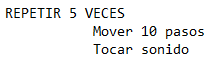 REPETIR 5 VECES
Mover 10 pasos
Tocar sonido